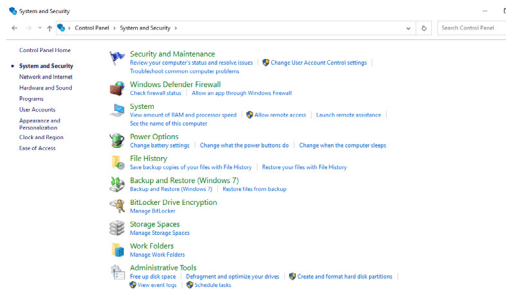 System and Security
Control Panel System and Security
Search Control Panel
Control Panel Home
System and Security
Network and Internet
Hardware and Sound
Programs
User Accounts
Appearance and
Personalization
Clock and Region
Ease of Access
Security and Maintenance
Review your computer's status and resolve issues Change User Account Control settings
Troubleshoot common computer problems
Windows Defender Firewall
Check firewall status Allow an app through Windows Firewall
System
View amount of RAM and processor speed Allow remote access Launch remote assistance
See the name of this computer
Power Options
Change battery settings Change what the power buttons do Change when the computer sleeps
File History
Save backup copies of your files with File History Restore your files with File History
Backup and Restore (Windows 7)
Backup and Restore (Windows 7) Restore files from backup
BitLocker Drive Encryption
Manage BitLocker
Storage Spaces
Manage Storage Spaces
Work Folders
Manage Work Folders
Administrative Tools
Free up disk space Defragment and optimize your drives Create and format hard disk partitions
View event logs Schedule tasks